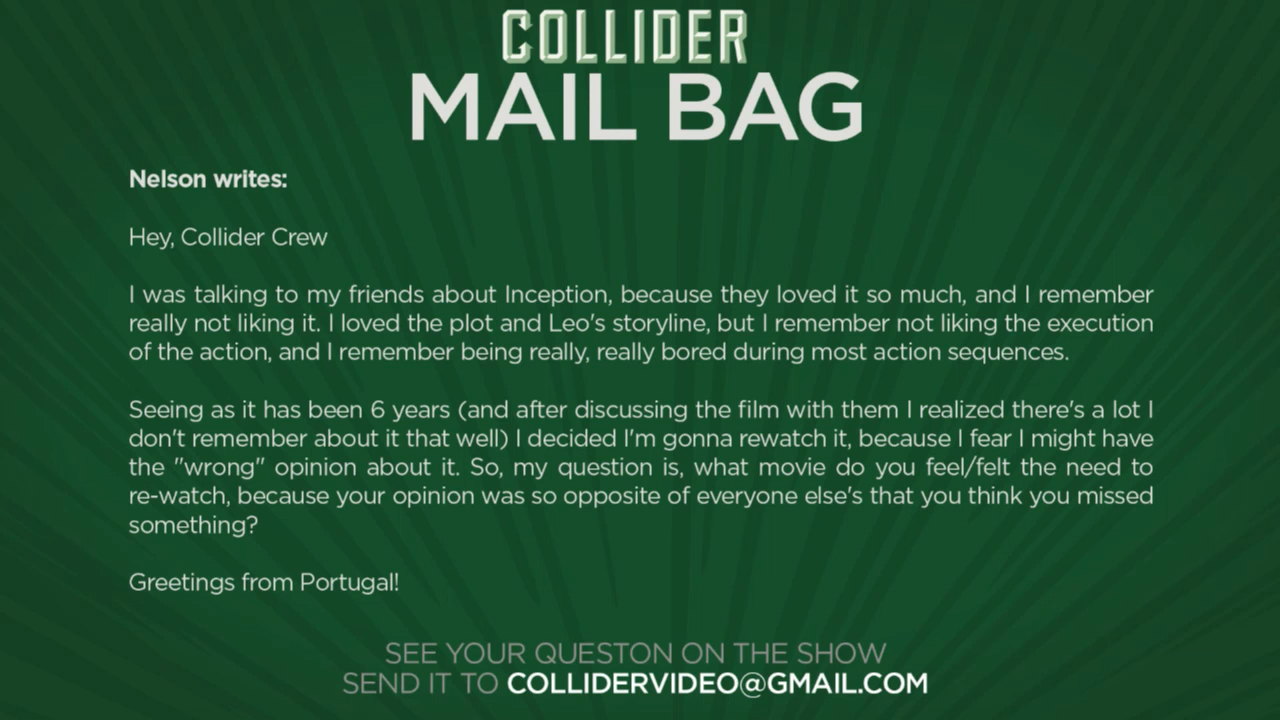 COLLIDER
MAIL BAG
Nelson writes:
Hey, Collider Crew
I was talking to my friends about Inception, because they loved it so much, and I remember
really not liking it. I loved the plot and Leo's storyline, but I remember not liking the execution
of the action, and I remember being really, really bored during most action sequences.
Seeing as it has been 6 years (and after discussing the film with them I realized there's a lot I
don't remember about it that well) I decided I'm gonna rewatch it, because I fear I might have
the "wrong" opinion about it. So, my question is, what movie do you feel/felt the need to
re-watch, because your opinion was so opposite of everyone else's that you think you missed
something?
Greetings from Portugal!
SEE YOUR QUESTON ON THE SHOW
SEND IT TO COLLIDERVIDEO@GMAIL.COM